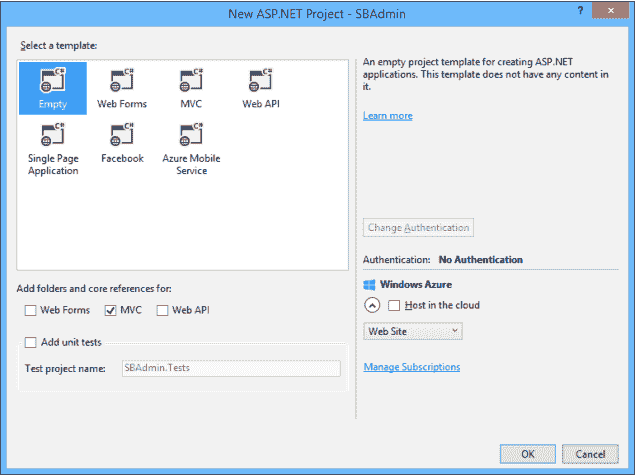 New ASP.NET Project - SBAdmin
? x
Select a template:
C# C# C# C#
Empty Web Forms MVC Web API
C# C# C#
Single Page Application Facebook Azure Mobile Service
Add folders and core references for:
Web Forms MVC Web API
Add unit tests
Test project name: SBAdmin.Tests
An empty project template for creating ASP.NET
applications. This template does not have any content in
it.
Learn more
Change Authentication
Authentication: No Authentication
Windows Azure
Host in the cloud
Web Site
Manage Subscriptions
OK Cancel